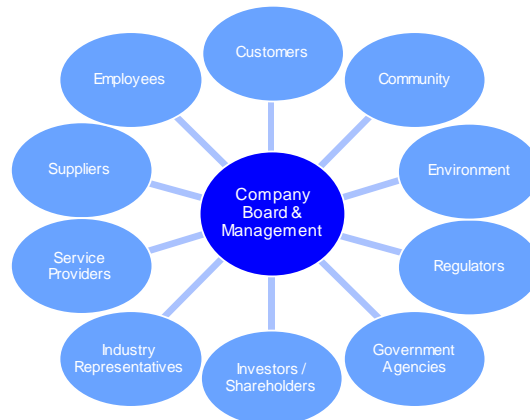 Customers
Employees
Community
Suppliers
Environment
Company
Board &
Management
Service
Providers
Regulators
Industry
Representatives
Investors /
Shareholders
Government
Agencies